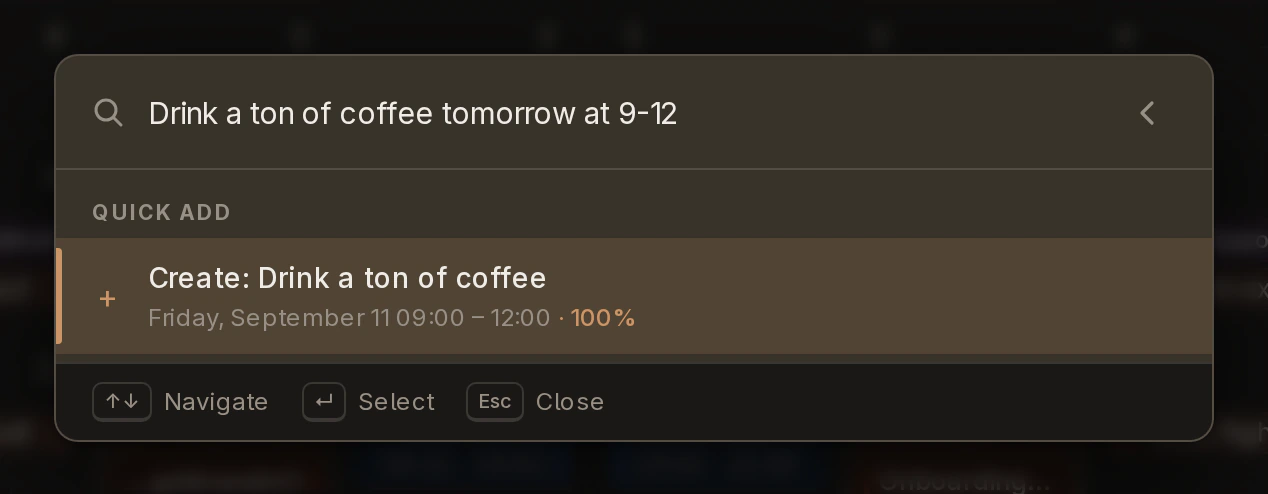 Drink a ton of coffee tomorrow at 9-12
QUICK ADD
+ Create: Drink a ton of coffee
Friday, September 11 09:00 – 12:00 · 100%
↑↓ Navigate ↵ Select Esc Close
Onboarding...